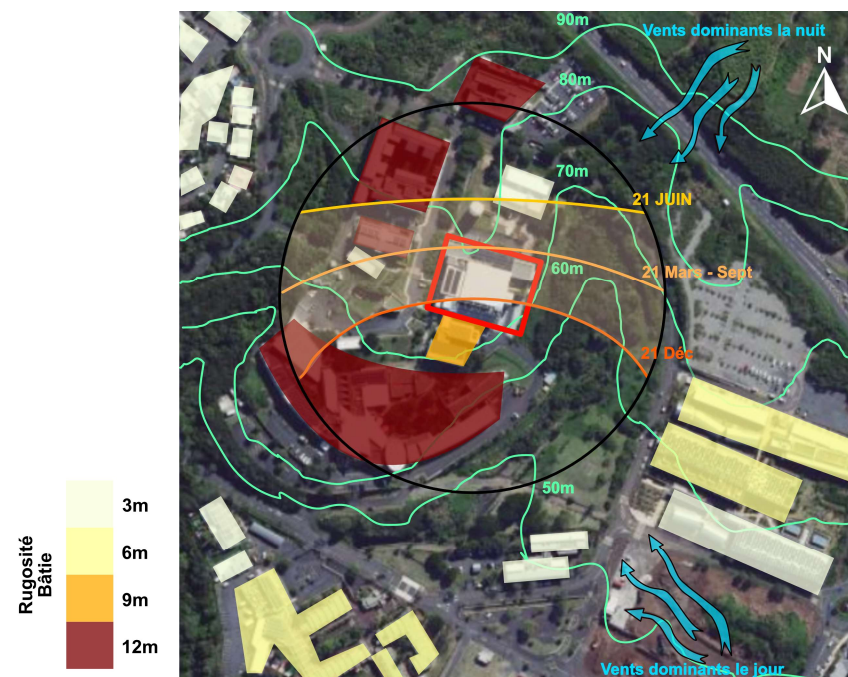 90m
Vents dominants la nuit
N
80m
70m
21 JUIN
60m
21 Mars - Sept
21 Déc
50m
Rugosité
Bâtie
3m
6m
9m
12m
Vents dominants le jour